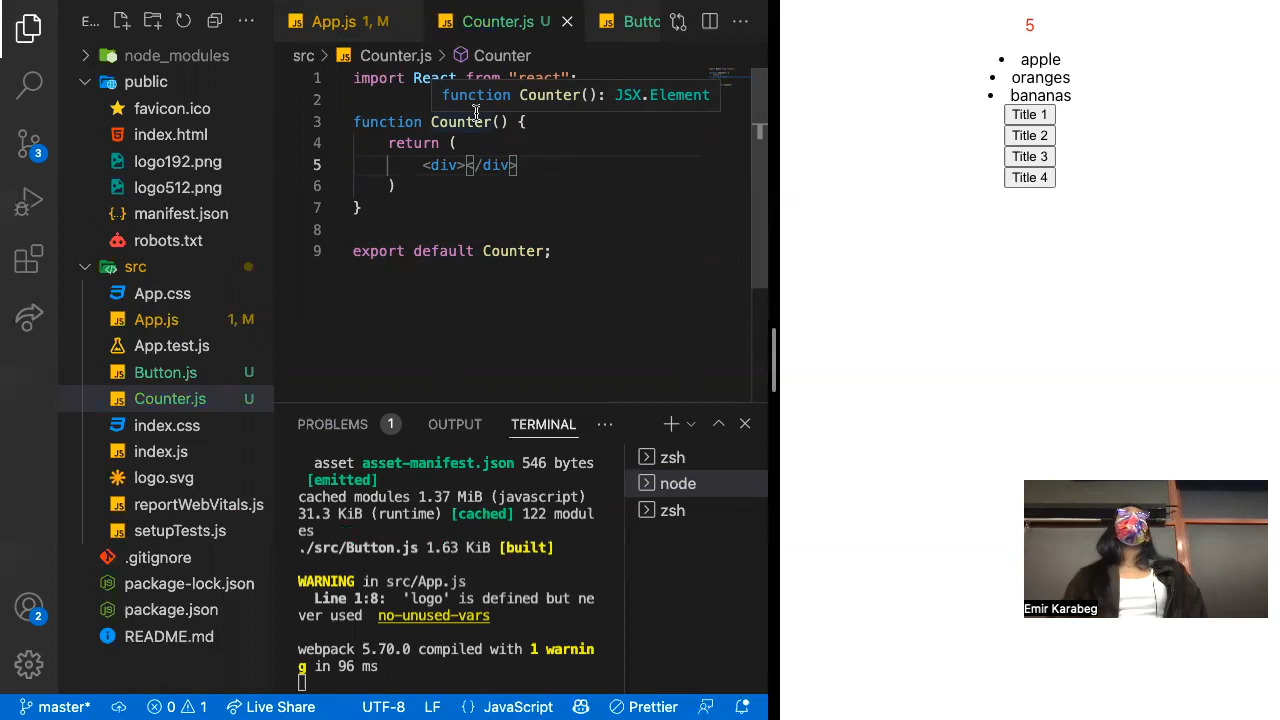 E...
App.js 1, M
Counter.js U
Butto
src Counter.js Counter
node_modules
public
favicon.ico
index.html
logo192.png
logo512.png
manifest.json
robots.txt
src
App.css
App.js 1, M
App.test.js
Button.js U
Counter.js U
index.css
index.js
logo.svg
reportWebVitals.js
setupTests.js
.gitignore
package-lock.json
package.json
README.md
3
2
1 import React from "react";
function Counter(): JSX.Element
2
3 function Counter() {
4 return (
5 <div></div>
6 )
7 }
8
9 export default Counter;
PROBLEMS 1 OUTPUT TERMINAL
asset asset-manifest.json 546 bytes
[emitted]
cached modules 1.37 MiB (javascript)
31.3 KiB (runtime) [cached] 122 modul
es
./src/Button.js 1.63 KiB [built]
WARNING in src/App.js
Line 1:8: 'logo' is defined but ne
ver used no-unused-vars
webpack 5.70.0 compiled with 1 warnin
g in 96 ms
zsh
node
zsh
master* 0 1 Live Share UTF-8 LF {} JavaScript Prettier
5
apple
oranges
bananas
Title 1
Title 2
Title 3
Title 4
Emir Karabeg